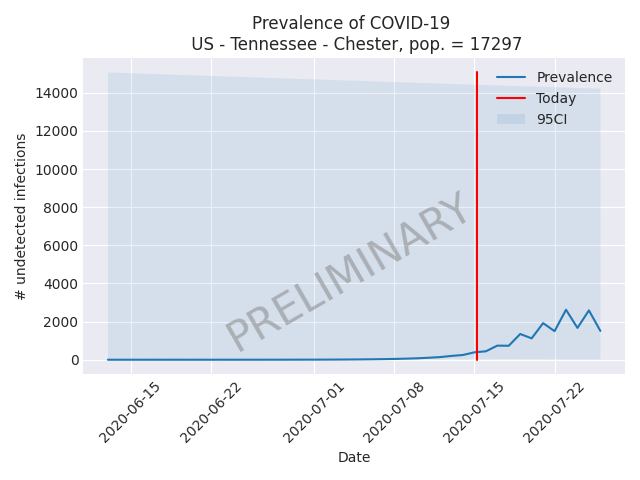 Prevalence of COVID-19
US - Tennessee - Chester, pop. = 17297
# undetected infections
14000
12000
10000
8000
6000
4000
2000
0
Prevalence
Today
95CI
PRELIMINARY
2020-06-15
2020-06-22
2020-07-01
2020-07-08
2020-07-15
2020-07-22
Date